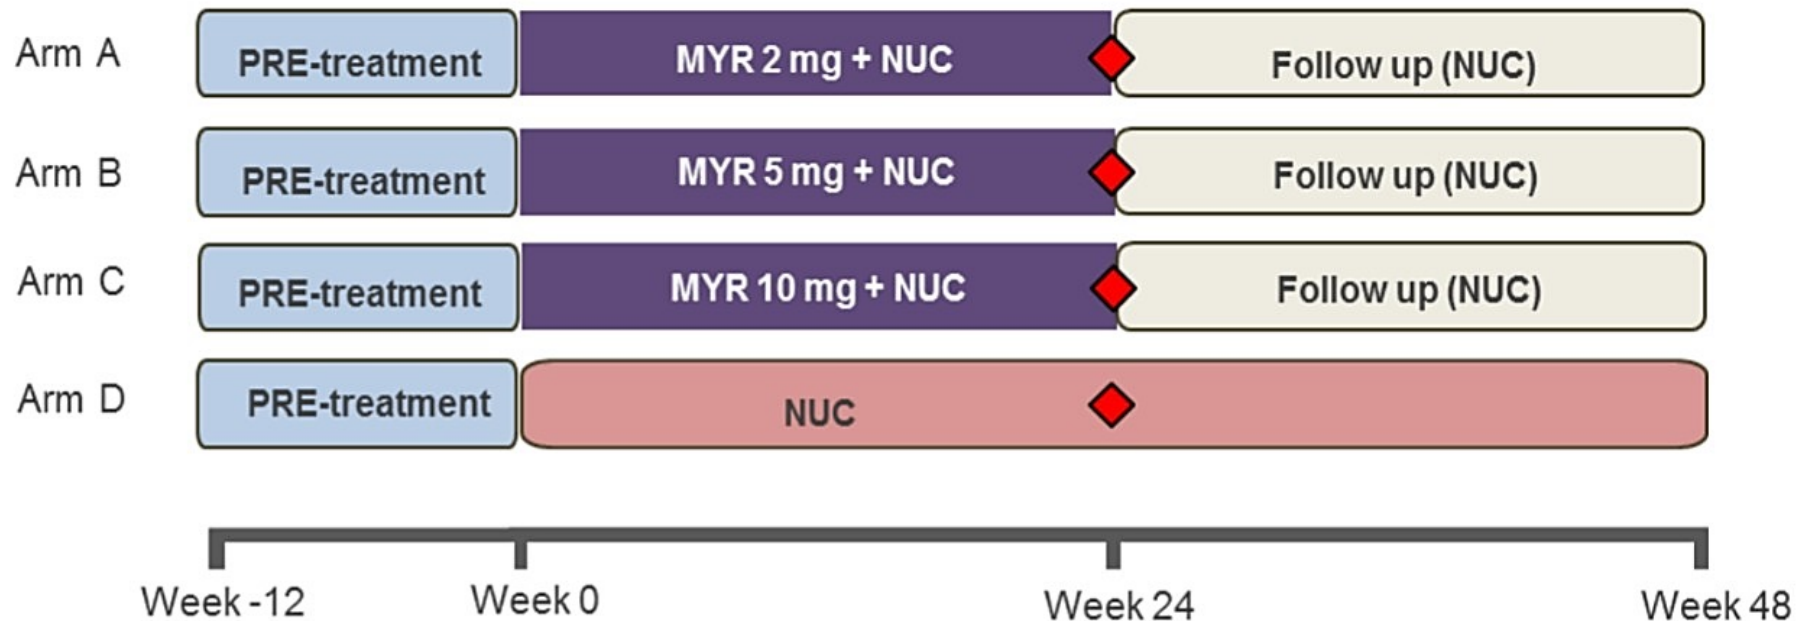 Arm A
PRE-treatment
MYR 2 mg + NUC
Follow up (NUC)
Arm B
PRE-treatment
MYR 5 mg + NUC
Follow up (NUC)
Arm C
PRE-treatment
MYR 10 mg + NUC
Follow up (NUC)
Arm D
PRE-treatment
NUC
Week -12
Week 0
Week 24
Week 48